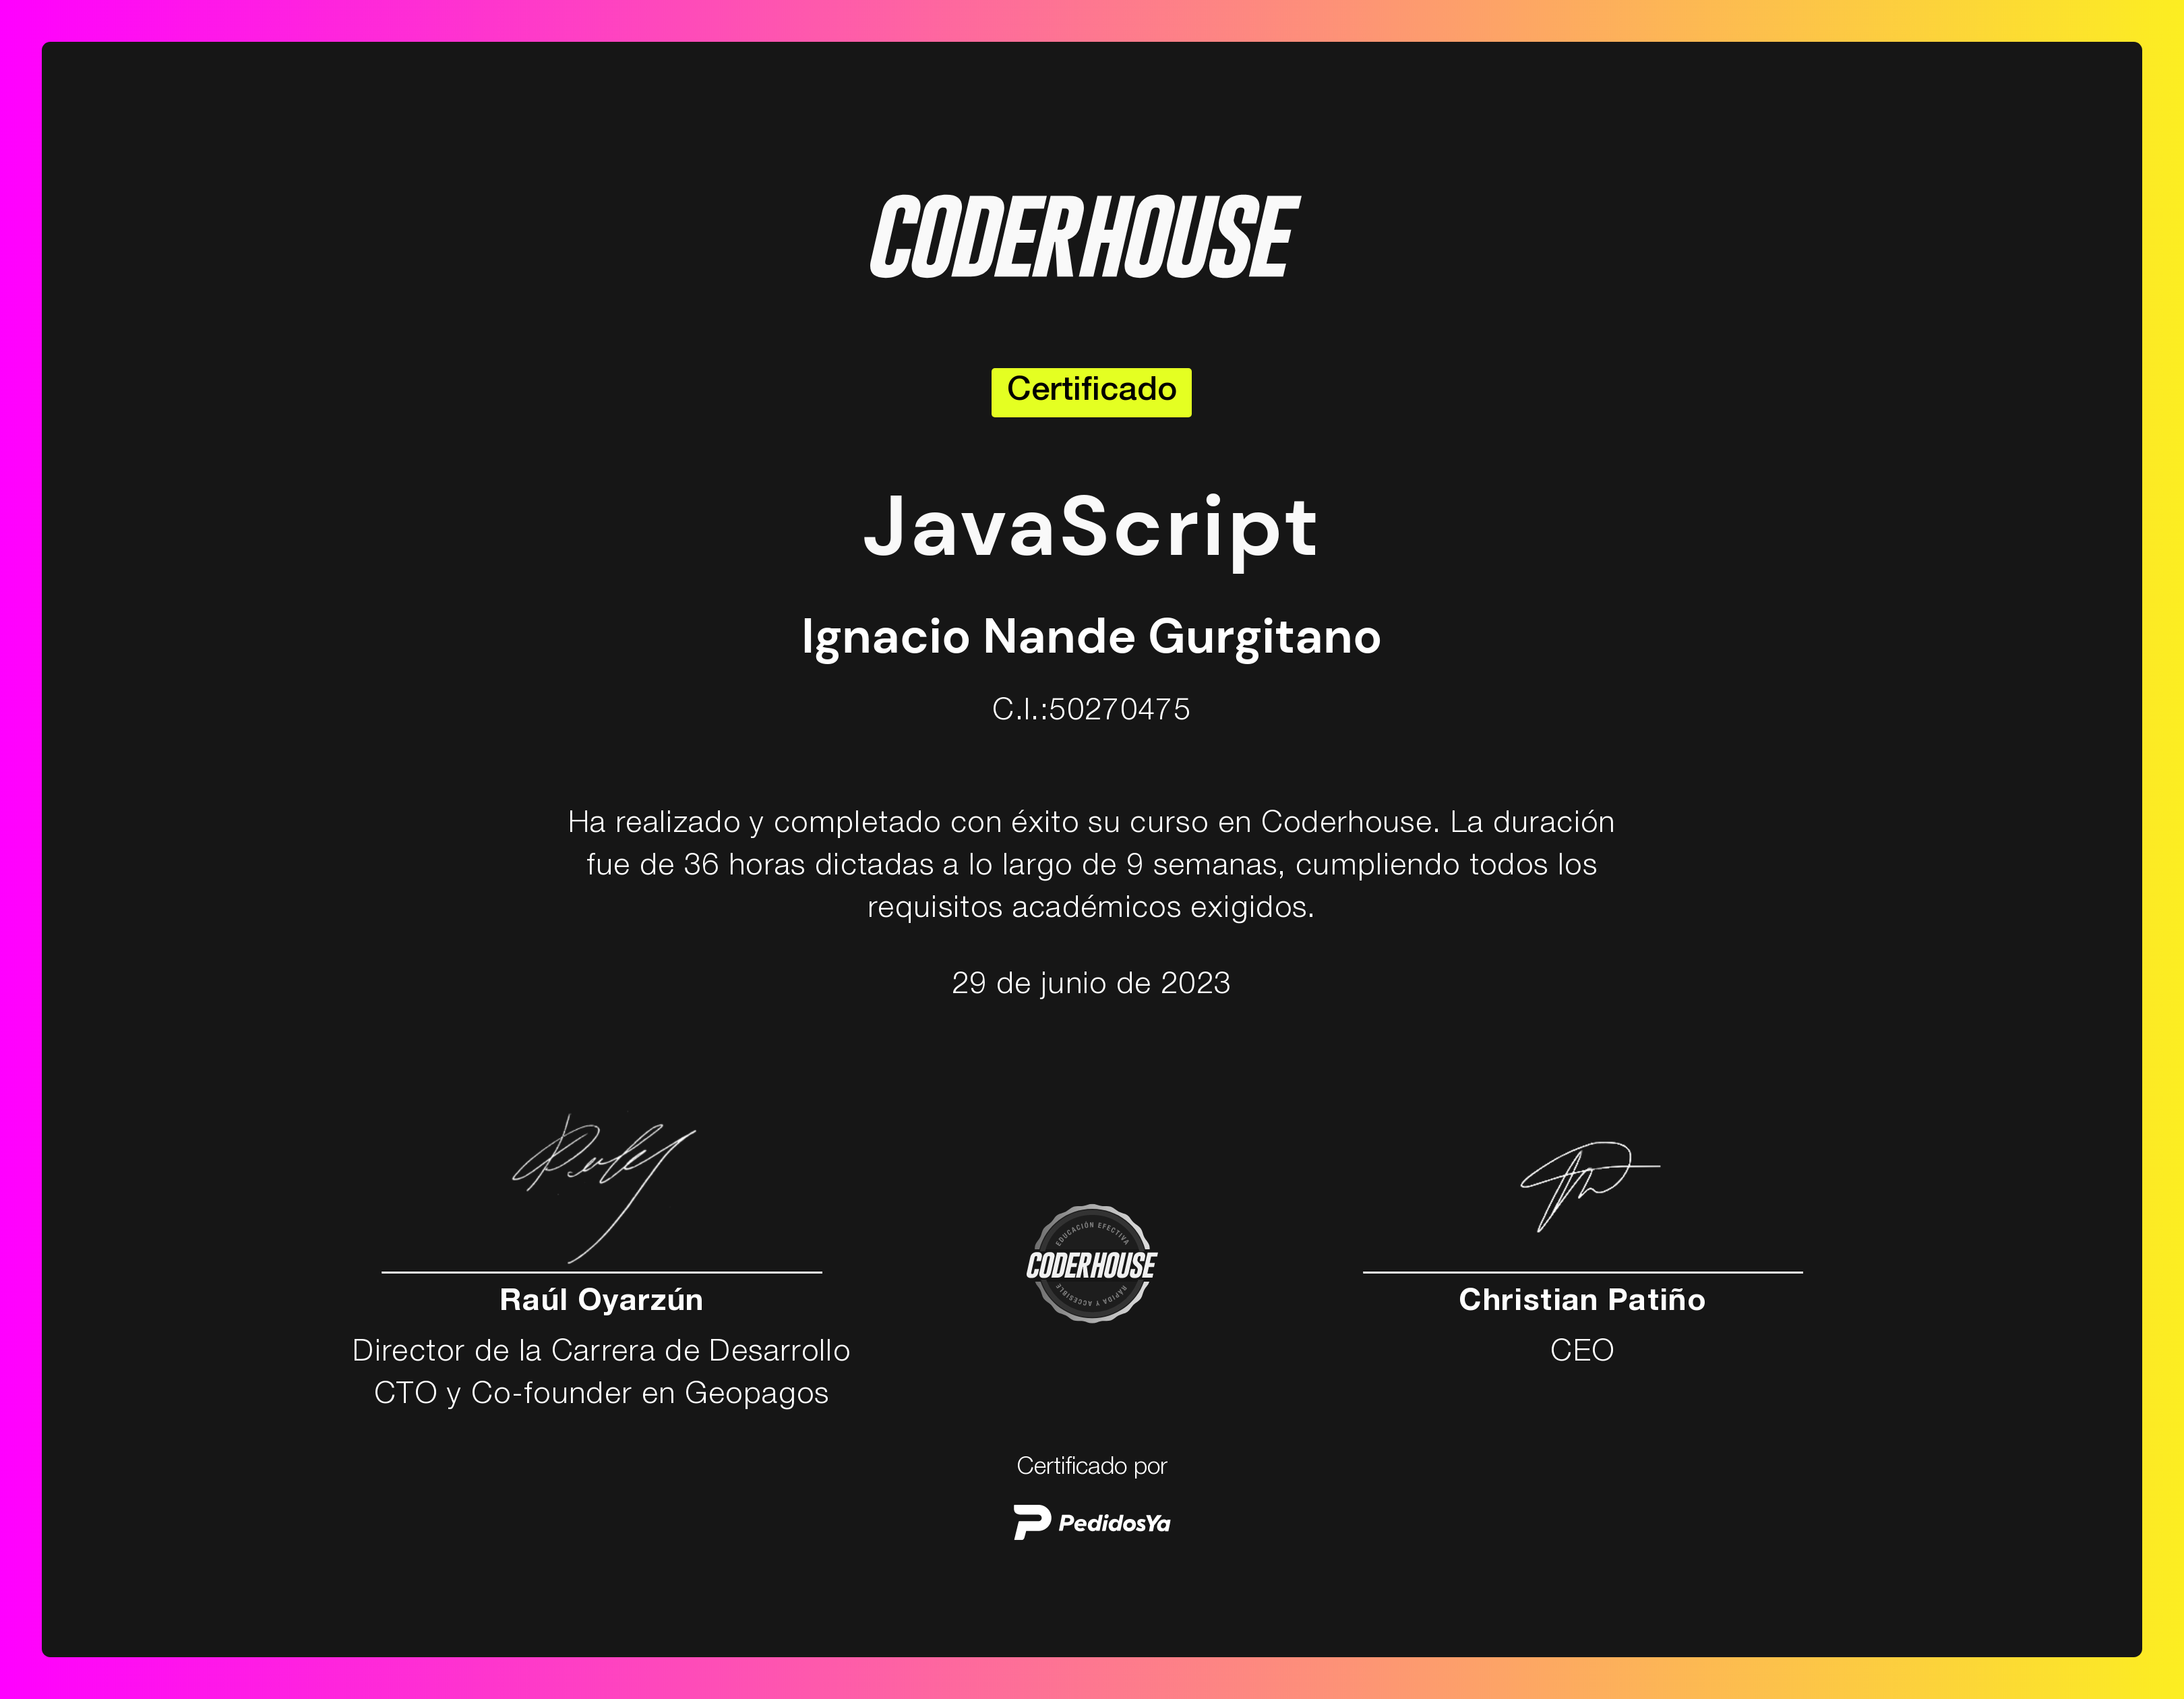 CODERHOUSE
Certificado
JavaScript
Ignacio Nande Gurgitano
C.I.:50270475
Ha realizado y completado con éxito su curso en Coderhouse. La duración
fue de 36 horas dictadas a lo largo de 9 semanas, cumpliendo todos los
requisitos académicos exigidos.
29 de junio de 2023
EDUCACIÓN EFECTIVA
CODERHOUSE
RÁPIDA Y ACCESIBLE
Raúl Oyarzún
Director de la Carrera de Desarrollo
CTO y Co-founder en Geopagos
Christian Patiño
CEO
Certificado por
PedidosYa